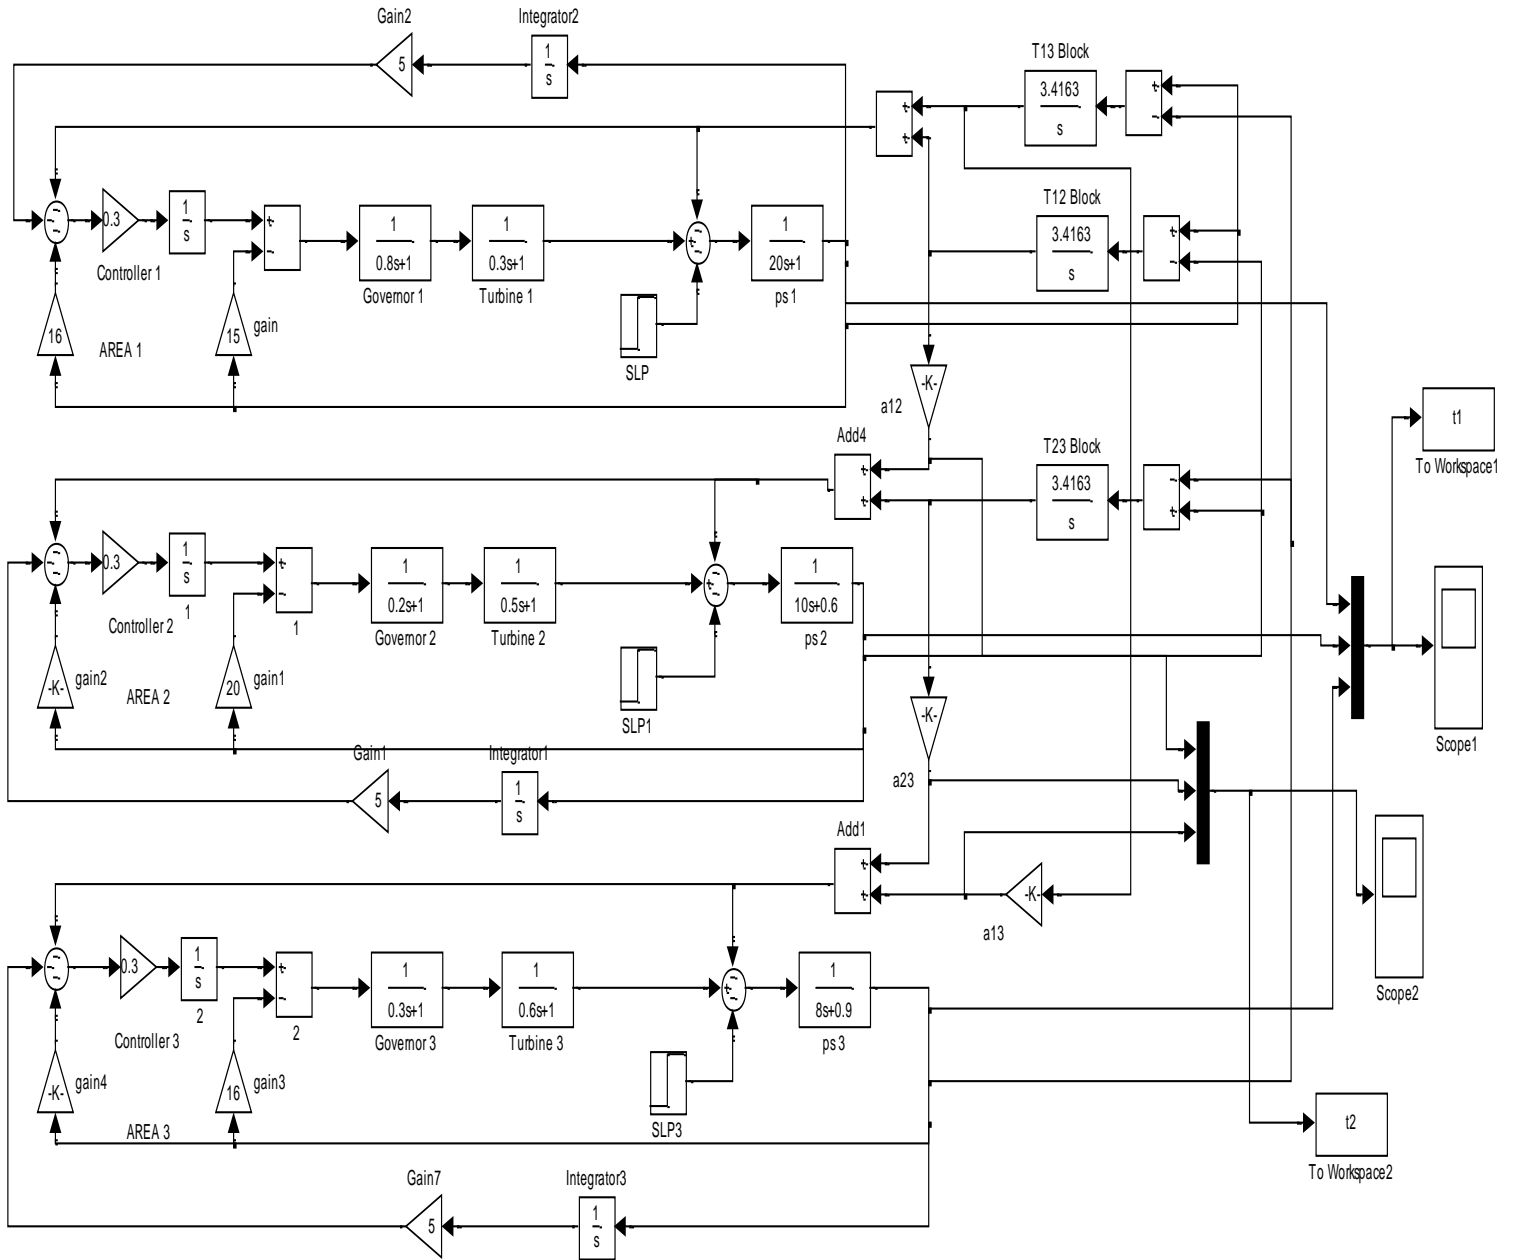 Gain2
Integrator2
5
1
s
T13 Block
3.4163
s
+
-
+
+
T12 Block
3.4163
s
+
-
0.3
Controller 1
1
s
+
-
1
0.8s+1
Governor 1
1
0.3s+1
Turbine 1
1
20s+1
ps 1
16
AREA 1
15
gain
SLP
-K-
a12
t1
To Workspace1
Add4
+
+
T23 Block
3.4163
s
-
+
0.3
Controller 2
1
s
1
+
-
1
1
0.2s+1
Governor 2
1
0.5s+1
Turbine 2
1
10s+0.6
ps 2
-K-
gain2
AREA 2
20
gain1
SLP1
-K-
a23
Scope1
Gain1
5
Integrator1
1
s
Add1
+
+
-K-
a13
Scope2
0.3
Controller 3
1
s
2
+
-
2
1
0.3s+1
Governor 3
1
0.6s+1
Turbine 3
1
8s+0.9
ps 3
-K-
gain4
AREA 3
16
gain3
SLP3
t2
To Workspace2
Gain7
5
Integrator3
1
s